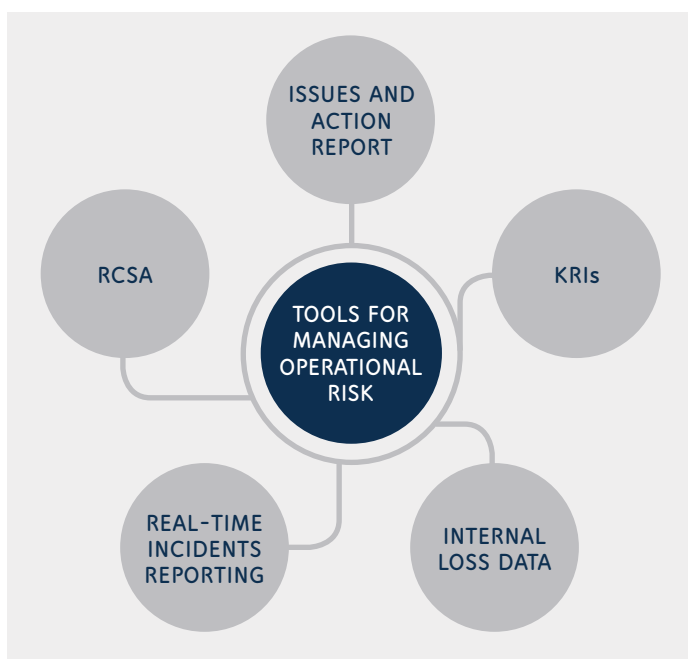 ISSUES AND
ACTION
REPORT
RCSA
KRIs
TOOLS FOR
MANAGING
OPERATIONAL
RISK
REAL-TIME
INCIDENTS
REPORTING
INTERNAL
LOSS DATA